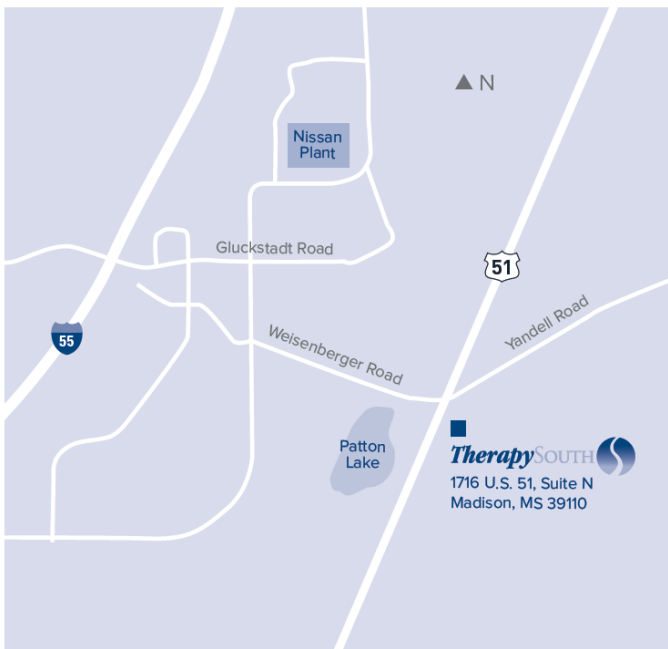 N
Nissan
Plant
Gluckstadt Road
51
Yandell Road
55
Weisenberger Road
Patton
Lake
TherapySouth
1716 U.S. 51, Suite N
Madison, MS 39110